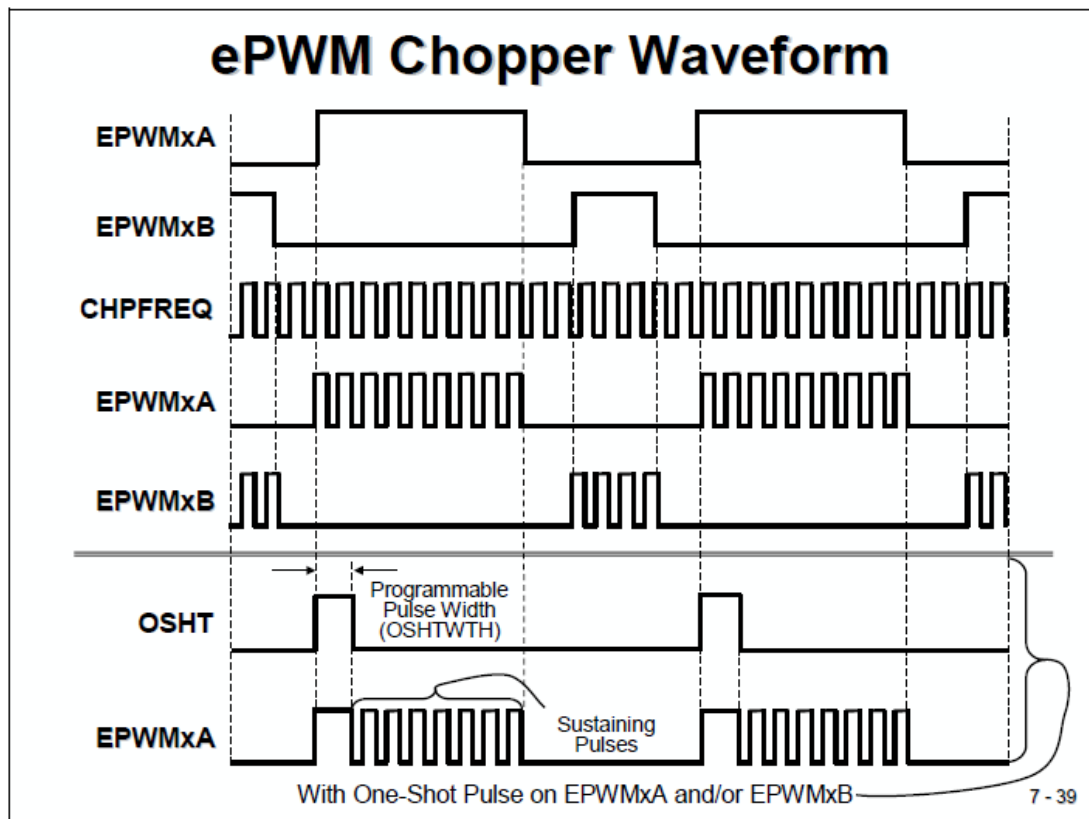 ePWM Chopper Waveform
EPWMxA
EPWMxB
CHPFREQ
EPWMxA
EPWMxB
Programmable
Pulse Width
(OSHTWTH)
OSHT
Sustaining
Pulses
EPWMxA
With One-Shot Pulse on EPWMxA and/or EPWMxB
7 - 39